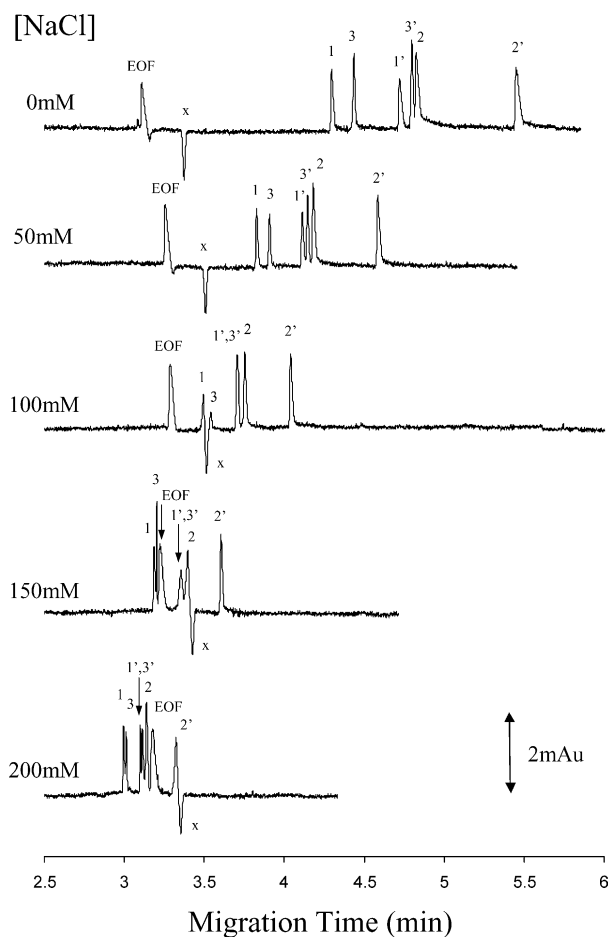 [NaCl]
0mM
EOF
x
1
3
1’
3’
2
2’
50mM
EOF
x
1
3
1’
3’
2
2’
100mM
EOF
1
3
x
1’,3’
2
2’
150mM
3
EOF
1
1’,3’
2
2’
x
200mM
1’,3’
1
3
2
EOF
2’
x
2mAu
2.5 3 3.5 4 4.5 5 5.5 6
Migration Time (min)